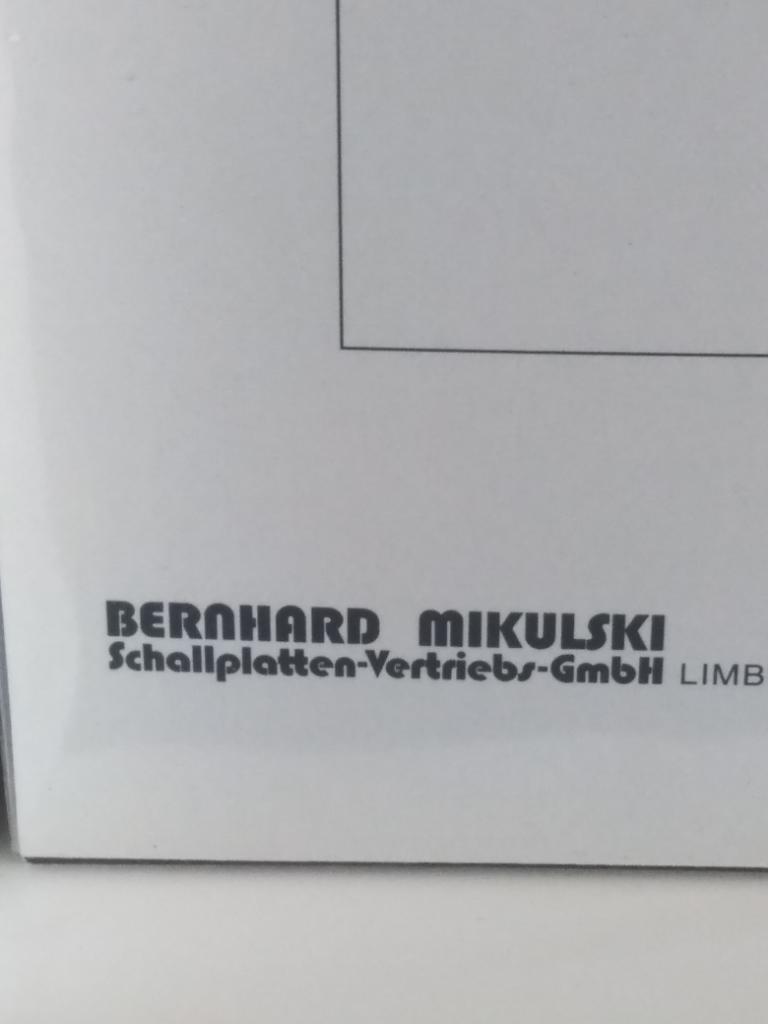 BERNHARD MIKULSKI
Schallplatten-Vertriebs-GmbH LIMB